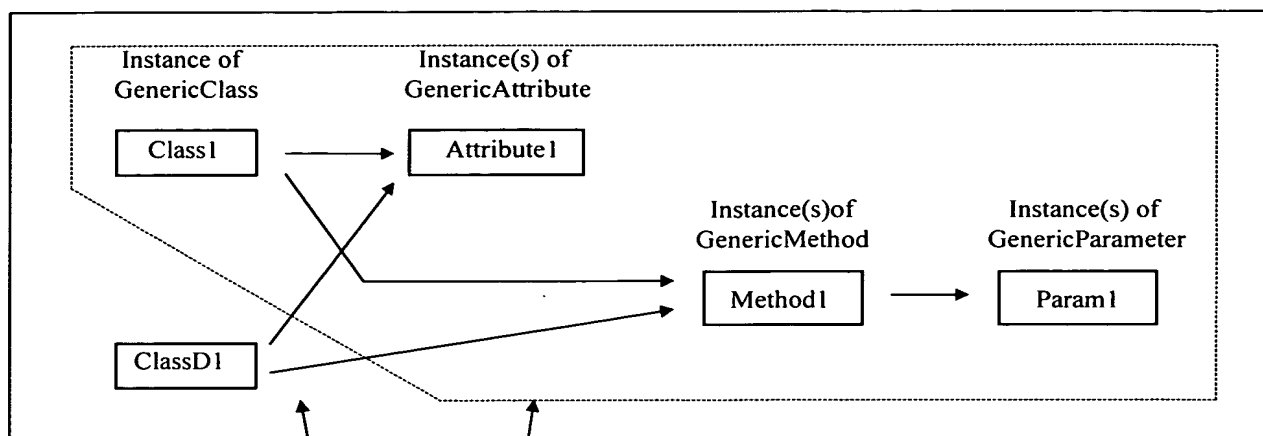 Instance of
GenericClass
Instance(s) of
GenericAttribute
Class1
Attribute1
Instance(s)of
GenericMethod
Instance(s) of
GenericParameter
Method1
Param1
ClassD1